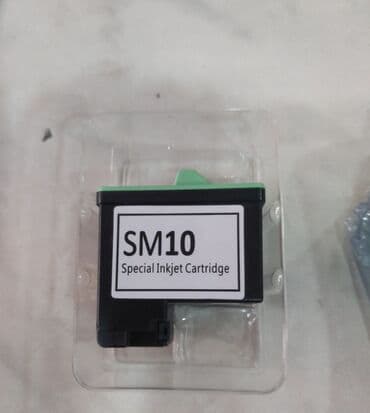 SM10
Special Inkjet Cartridge